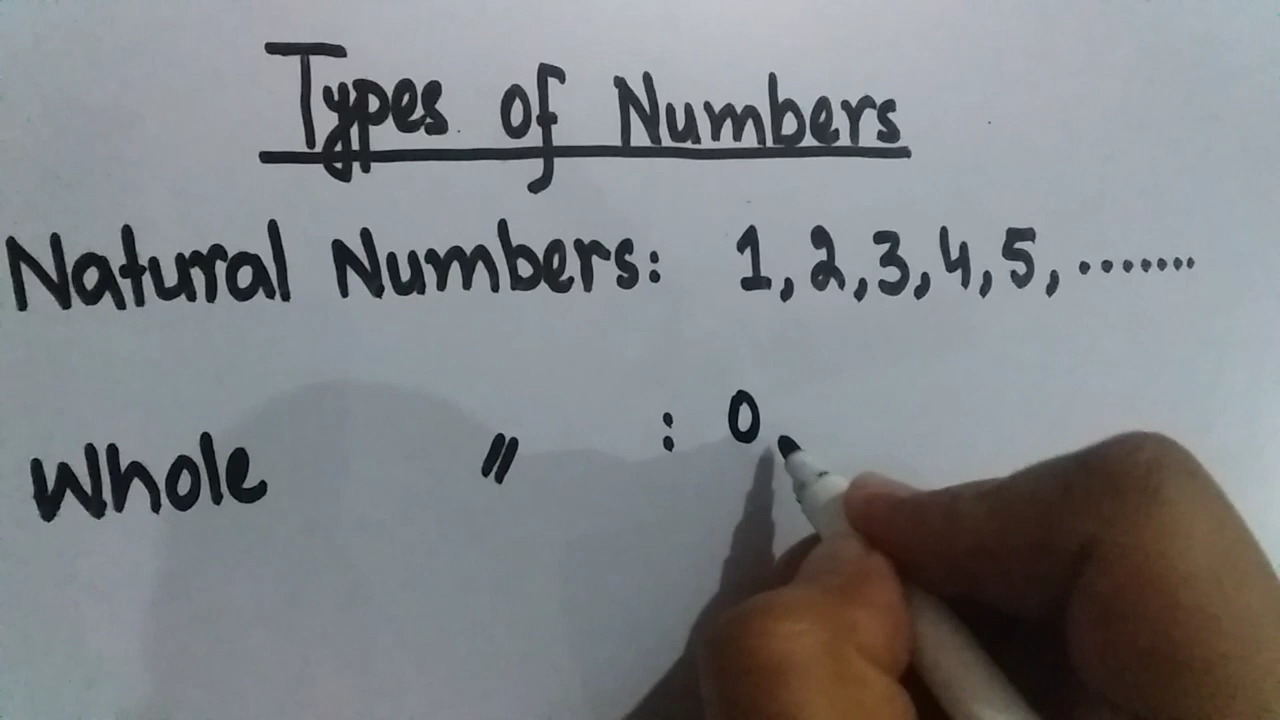 Types of Numbers
Natural Numbers: 1, 2, 3, 4, 5, .......
Whole " : 0